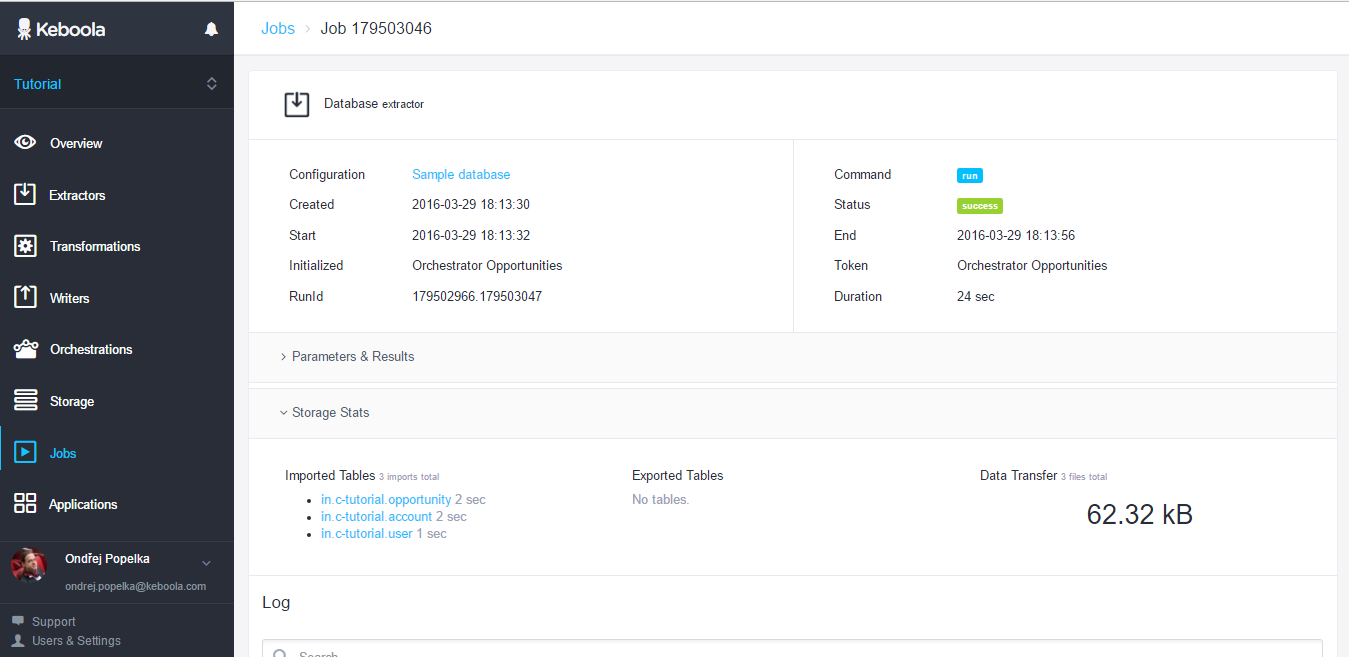 Keboola
Tutorial
Overview
Extractors
Transformations
Writers
Orchestrations
Storage
Jobs
Applications
Ondřej Popelka
ondrej.popelka@keboola.com
Support
Users & Settings
Jobs › Job 179503046
Database extractor
Configuration Sample database
Created 2016-03-29 18:13:30
Start 2016-03-29 18:13:32
Initialized Orchestrator Opportunities
RunId 179502966.179503047
Command run
Status success
End 2016-03-29 18:13:56
Token Orchestrator Opportunities
Duration 24 sec
Parameters & Results
Storage Stats
Imported Tables 3 imports total
in.c-tutorial.opportunity 2 sec
in.c-tutorial.account 2 sec
in.c-tutorial.user 1 sec
Exported Tables
No tables.
Data Transfer 3 files total
62.32 kB
Log
Search